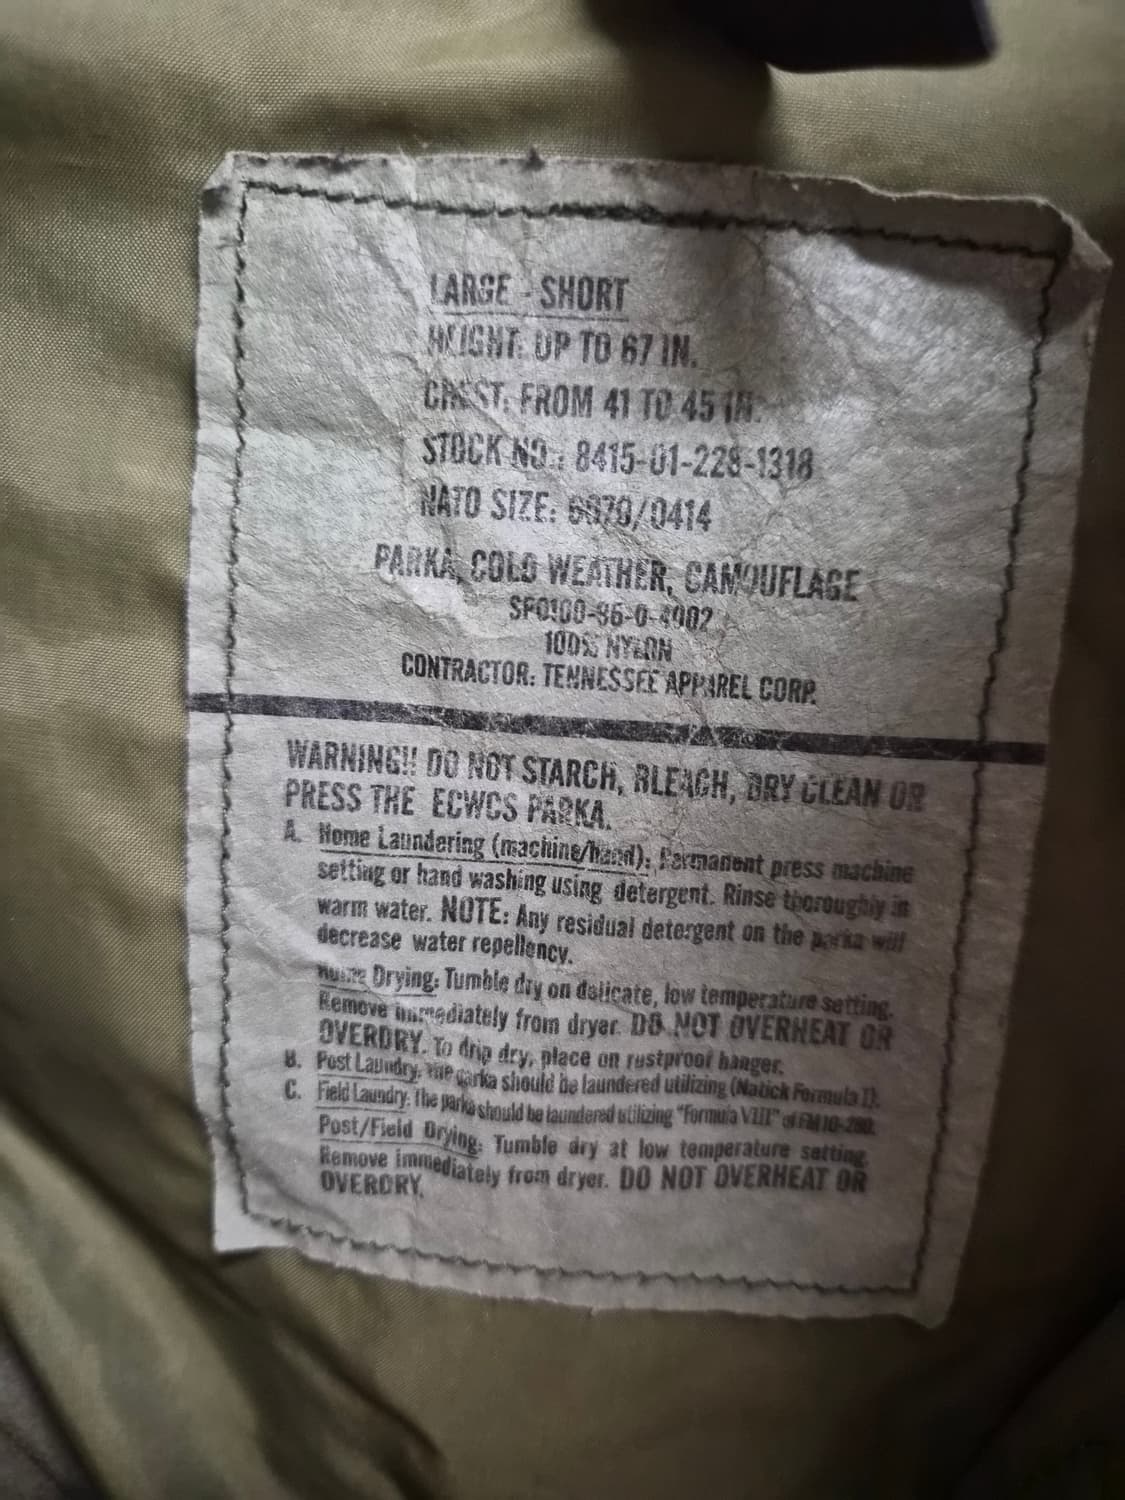 LARGE - SHORT
HEIGHT: UP TO 67 IN.
CHEST: FROM 41 TO 45 IN.
STOCK NO.: 8415-01-228-1318
NATO SIZE: /0414
PARKA, COLD WEATHER, CAMOUFLAGE
100% NYLON
CONTRACTOR: TENNESSEE APPAREL CORP.
WARNING!! DO NOT STARCH, BLEACH, DRY CLEAN OR
PRESS THE ECWCS PARKA.
A. Home Laundering (machine/hand): Permanent press machine
setting or hand washing using detergent. Rinse thoroughly in
warm water. NOTE: Any residual detergent on the parka will
decrease water repellency.
Home Drying: Tumble dry on delicate, low temperature setting.
Remove immediately from dryer. DO NOT OVERHEAT OR
OVERDRY. To drip dry, place on rustproof hanger.
B. Post Laundry: The parka should be laundered utilizing (Natick Formula I).
C. Field Laundry: The parka should be laundered utilizing "Formula VIII" of FM 10-280.
Post/Field Drying: Tumble dry at low temperature setting.
Remove immediately from dryer. DO NOT OVERHEAT OR
OVERDRY.